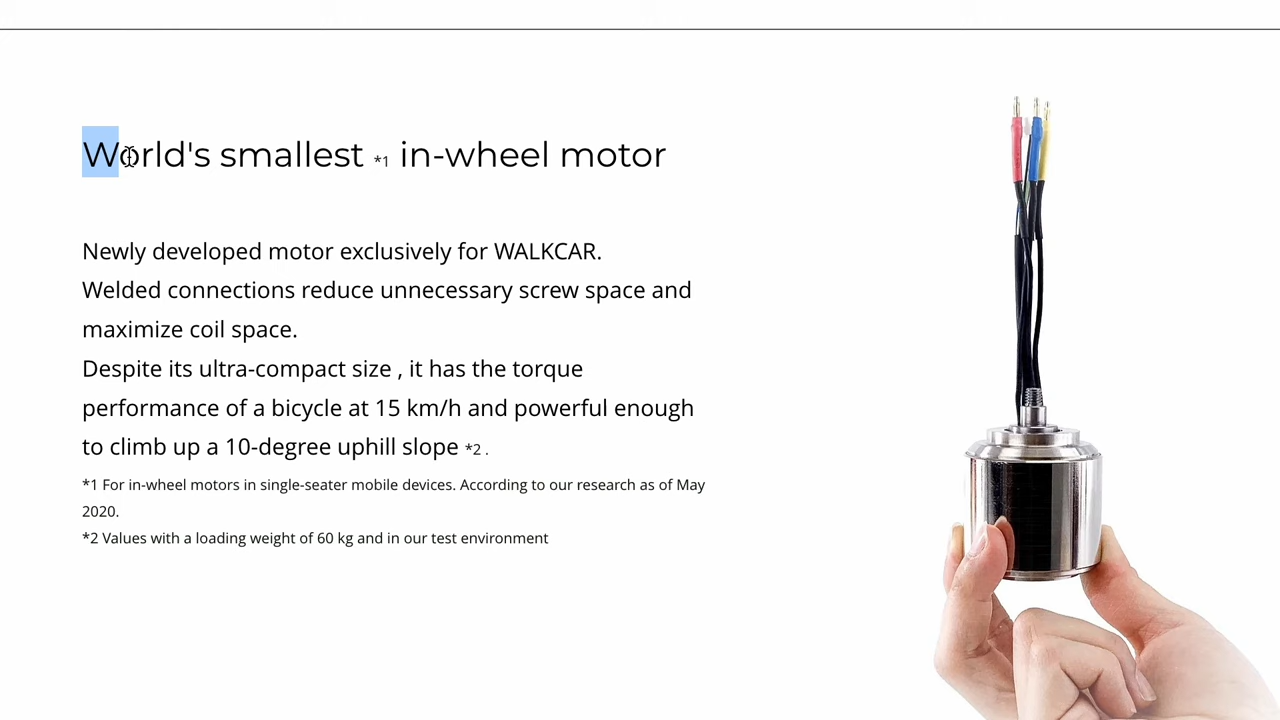 World's smallest *1 in-wheel motor
Newly developed motor exclusively for WALKCAR.
Welded connections reduce unnecessary screw space and
maximize coil space.
Despite its ultra-compact size , it has the torque
performance of a bicycle at 15 km/h and powerful enough
to climb up a 10-degree uphill slope *2 .
*1 For in-wheel motors in single-seater mobile devices. According to our research as of May
2020.
*2 Values with a loading weight of 60 kg and in our test environment